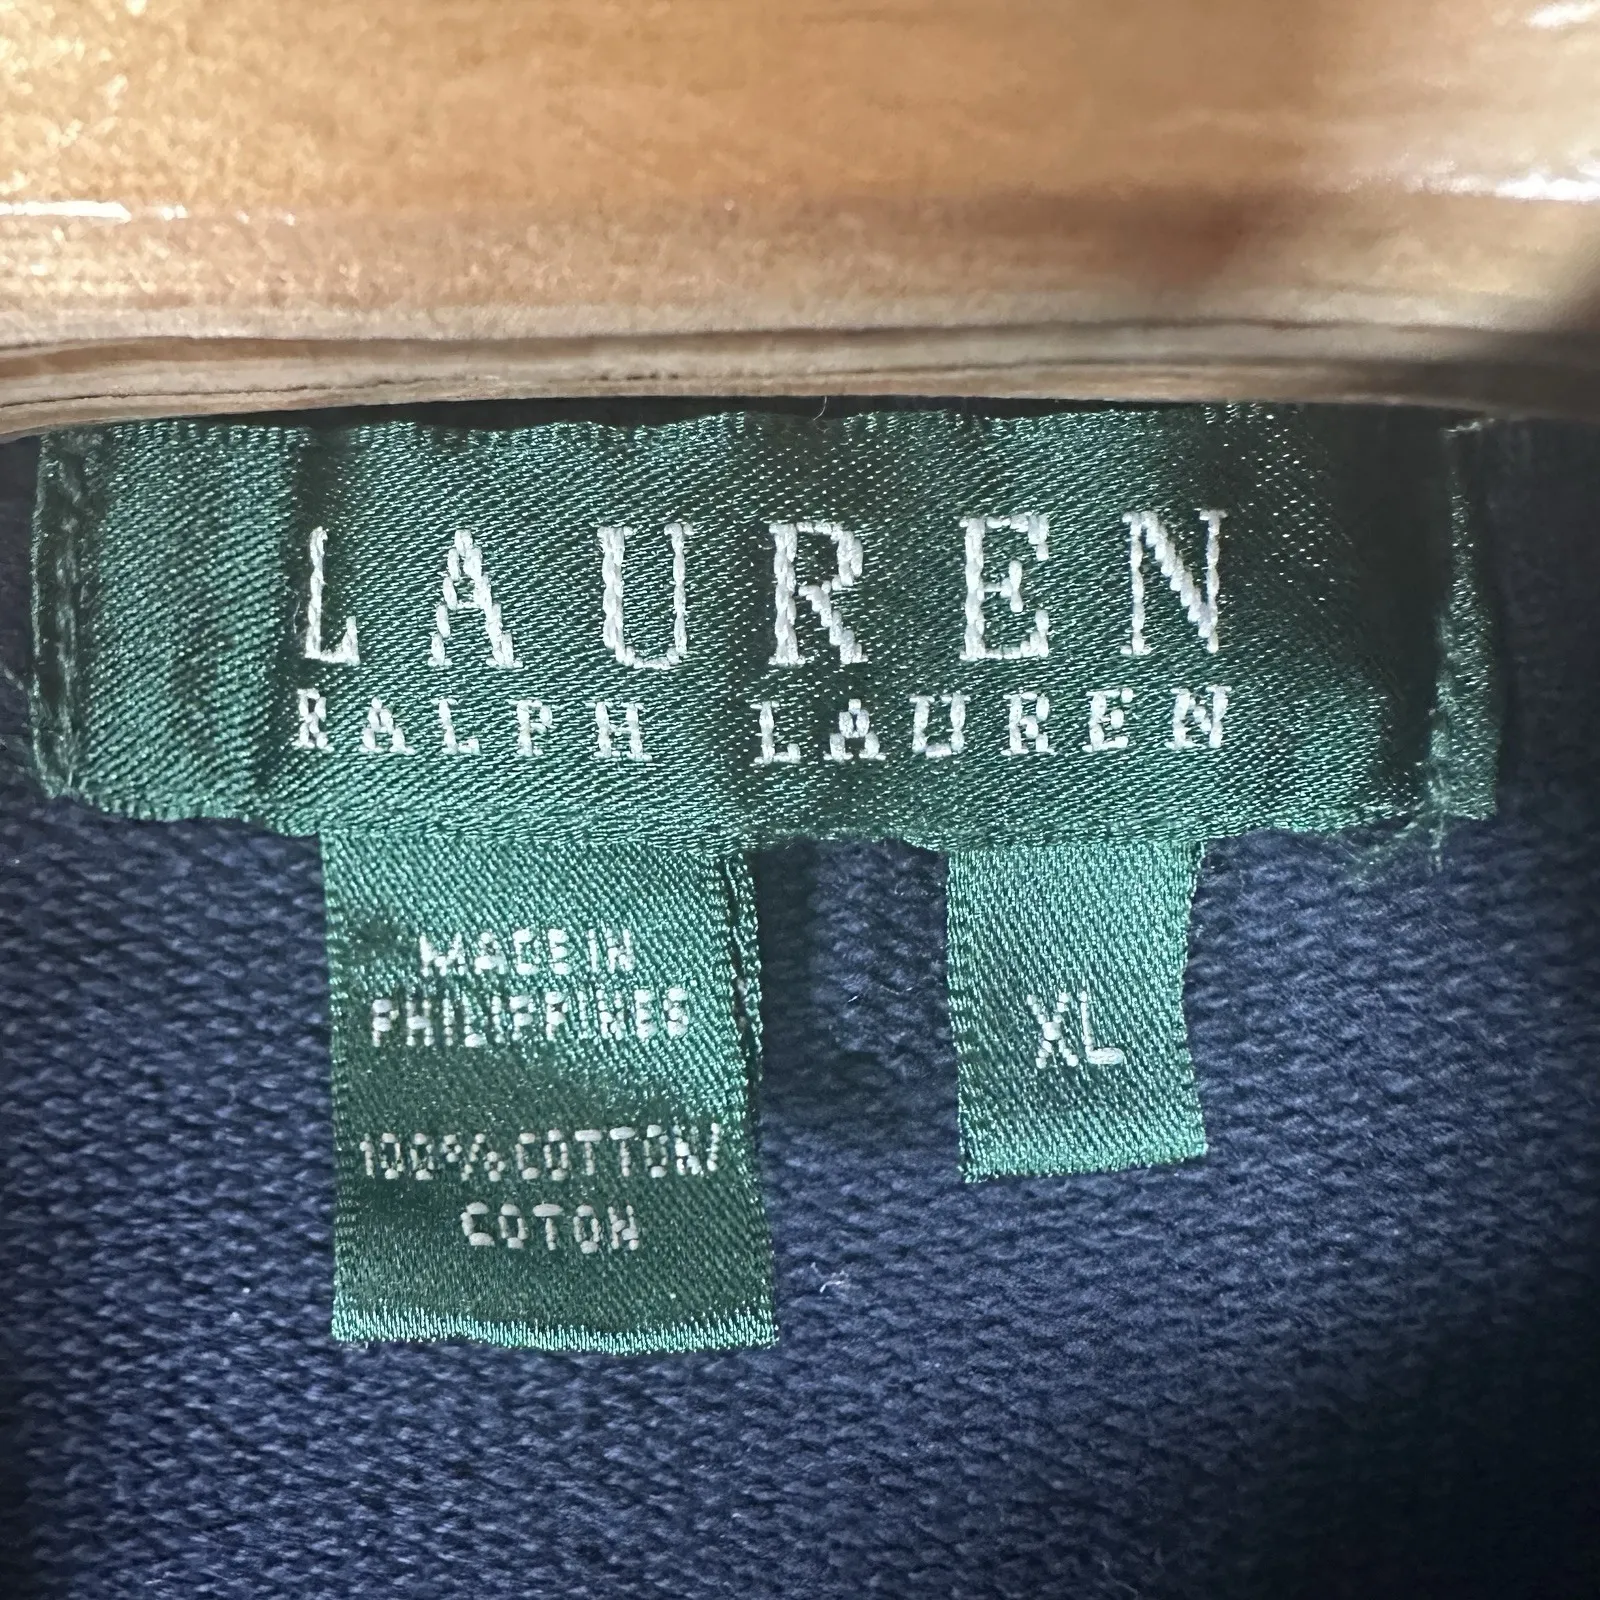 LAUREN
RALPH LAUREN
MADE IN
PHILIPPINES
100% COTTON/
COTON
XL